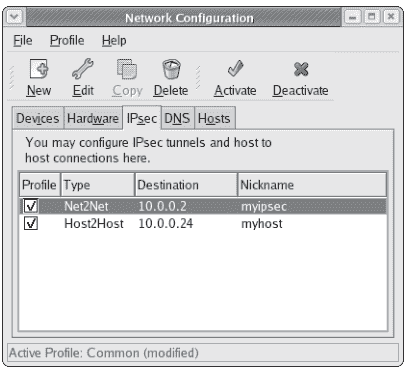 Network Configuration
File Profile Help
New Edit Copy Delete Activate Deactivate
Devices Hardware IPsec DNS Hosts
You may configure IPsec tunnels and host to
host connections here.
Profile Type Destination Nickname
Net2Net 10.0.0.2 myipsec
Host2Host 10.0.0.24 myhost
Active Profile: Common (modified)